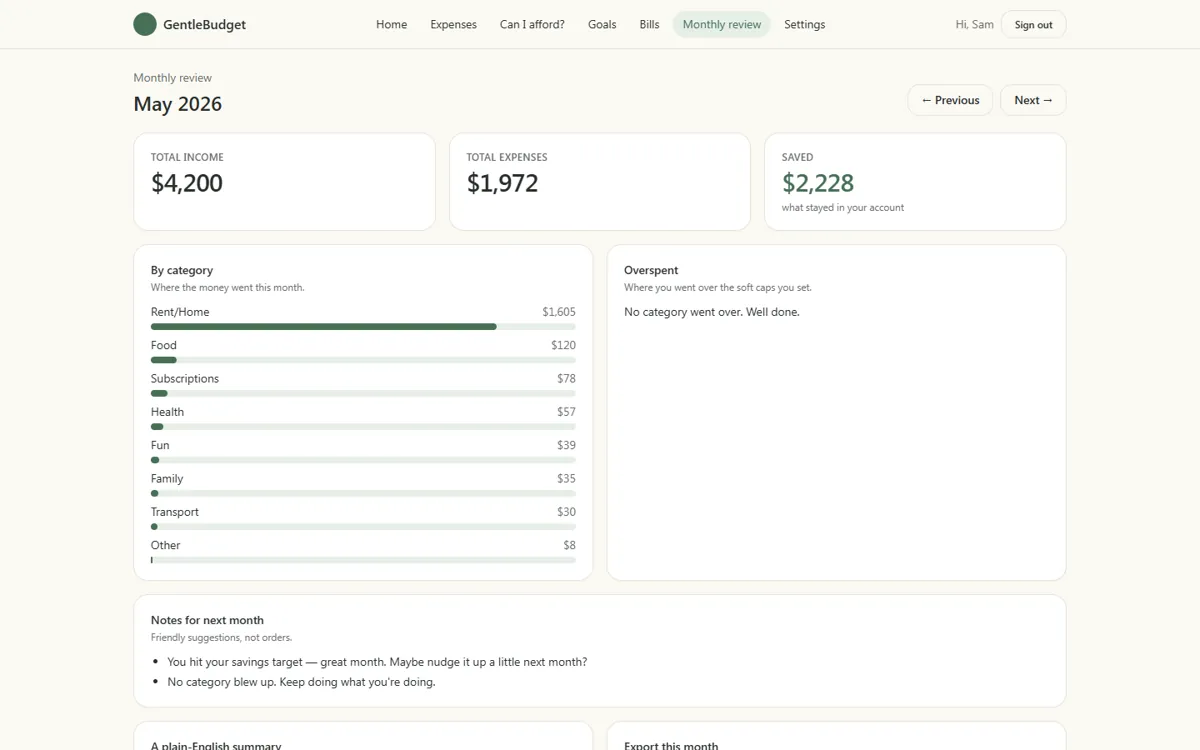 GentleBudget
Home Expenses Can I afford? Goals Bills Monthly review Settings
Hi, Sam Sign out
Monthly review
May 2026
← Previous Next →
TOTAL INCOME
$4,200
TOTAL EXPENSES
$1,972
SAVED
$2,228
what stayed in your account
By category
Where the money went this month.
Rent/Home $1,605
Food $120
Subscriptions $78
Health $57
Fun $39
Family $35
Transport $30
Other $8
Overspent
Where you went over the soft caps you set.
No category went over. Well done.
Notes for next month
Friendly suggestions, not orders.
• You hit your savings target — great month. Maybe nudge it up a little next month?
• No category blew up. Keep doing what you're doing.
A plain-English summary
Export this month